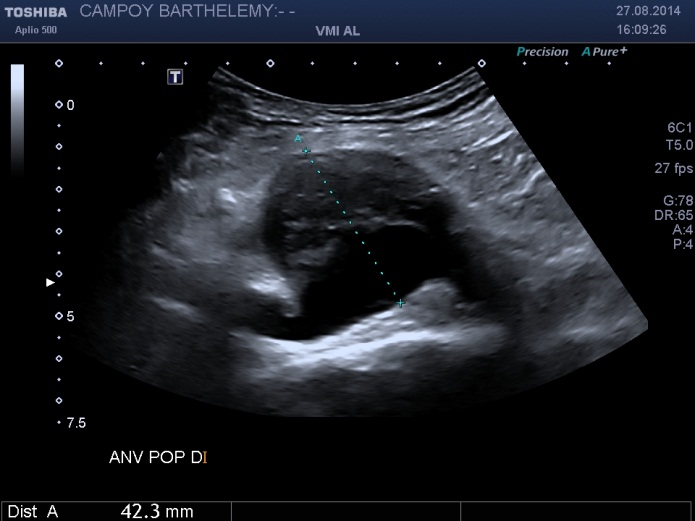 TOSHIBA CAMPOY BARTHELEMY:- - 27.08.2014
Aplio 500 VMI AL 16:09:26
Precision A Pure+
T
0
6C1
T5.0
27 fps
G:78
DR:65
A:4
P:4
A
5
7.5
ANV POP DI
Dist A 42.3 mm